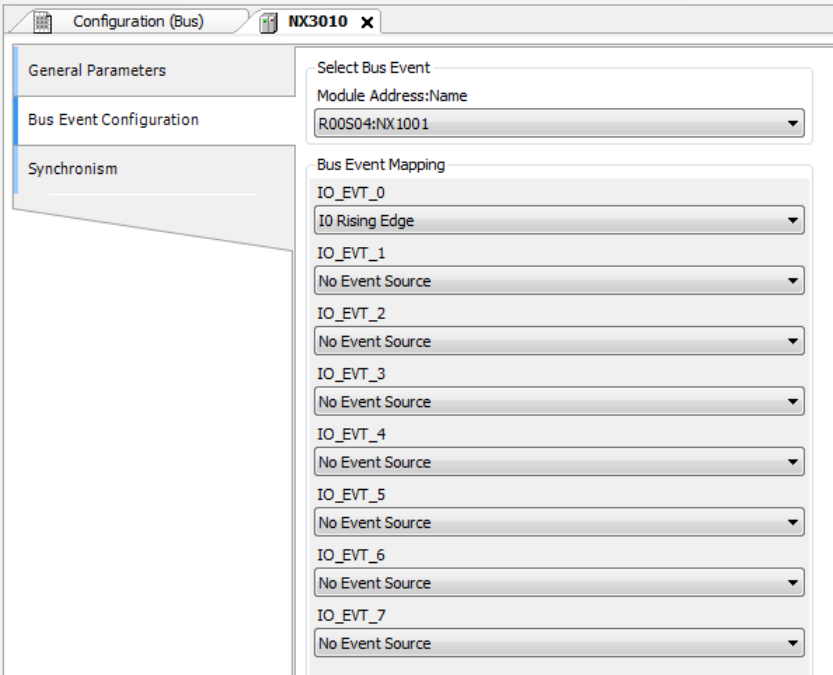 Configuration (Bus)
NX3010
General Parameters
Bus Event Configuration
Synchronism
Select Bus Event
Module Address:Name
R00S04:NX1001
Bus Event Mapping
IO_EVT_0
I0 Rising Edge
IO_EVT_1
No Event Source
IO_EVT_2
No Event Source
IO_EVT_3
No Event Source
IO_EVT_4
No Event Source
IO_EVT_5
No Event Source
IO_EVT_6
No Event Source
IO_EVT_7
No Event Source